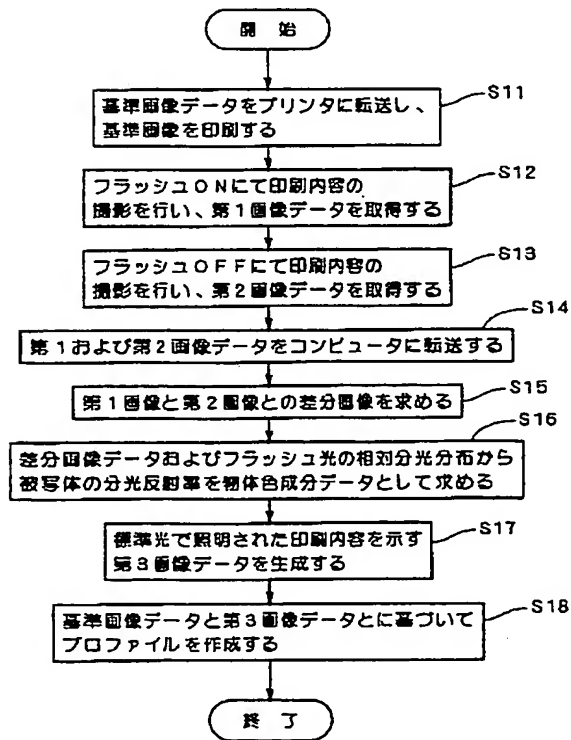 開 始
S11
基準画像データをプリンタに転送し、
基準画像を印刷する
S12
フラッシュONにて印刷内容の
撮影を行い、第1画像データを取得する
S13
フラッシュOFFにて印刷内容の
撮影を行い、第2画像データを取得する
S14
第1および第2画像データをコンピュータに転送する
S15
第1画像と第2画像との差分画像を求める
S16
差分画像データおよびフラッシュ光の相対分光分布から
被写体の分光反射率を物体色成分データとして求める
S17
標準光で照明された印刷内容を示す
第3画像データを生成する
S18
基準画像データと第3画像データとに基づいて
プロファイルを作成する
終 了